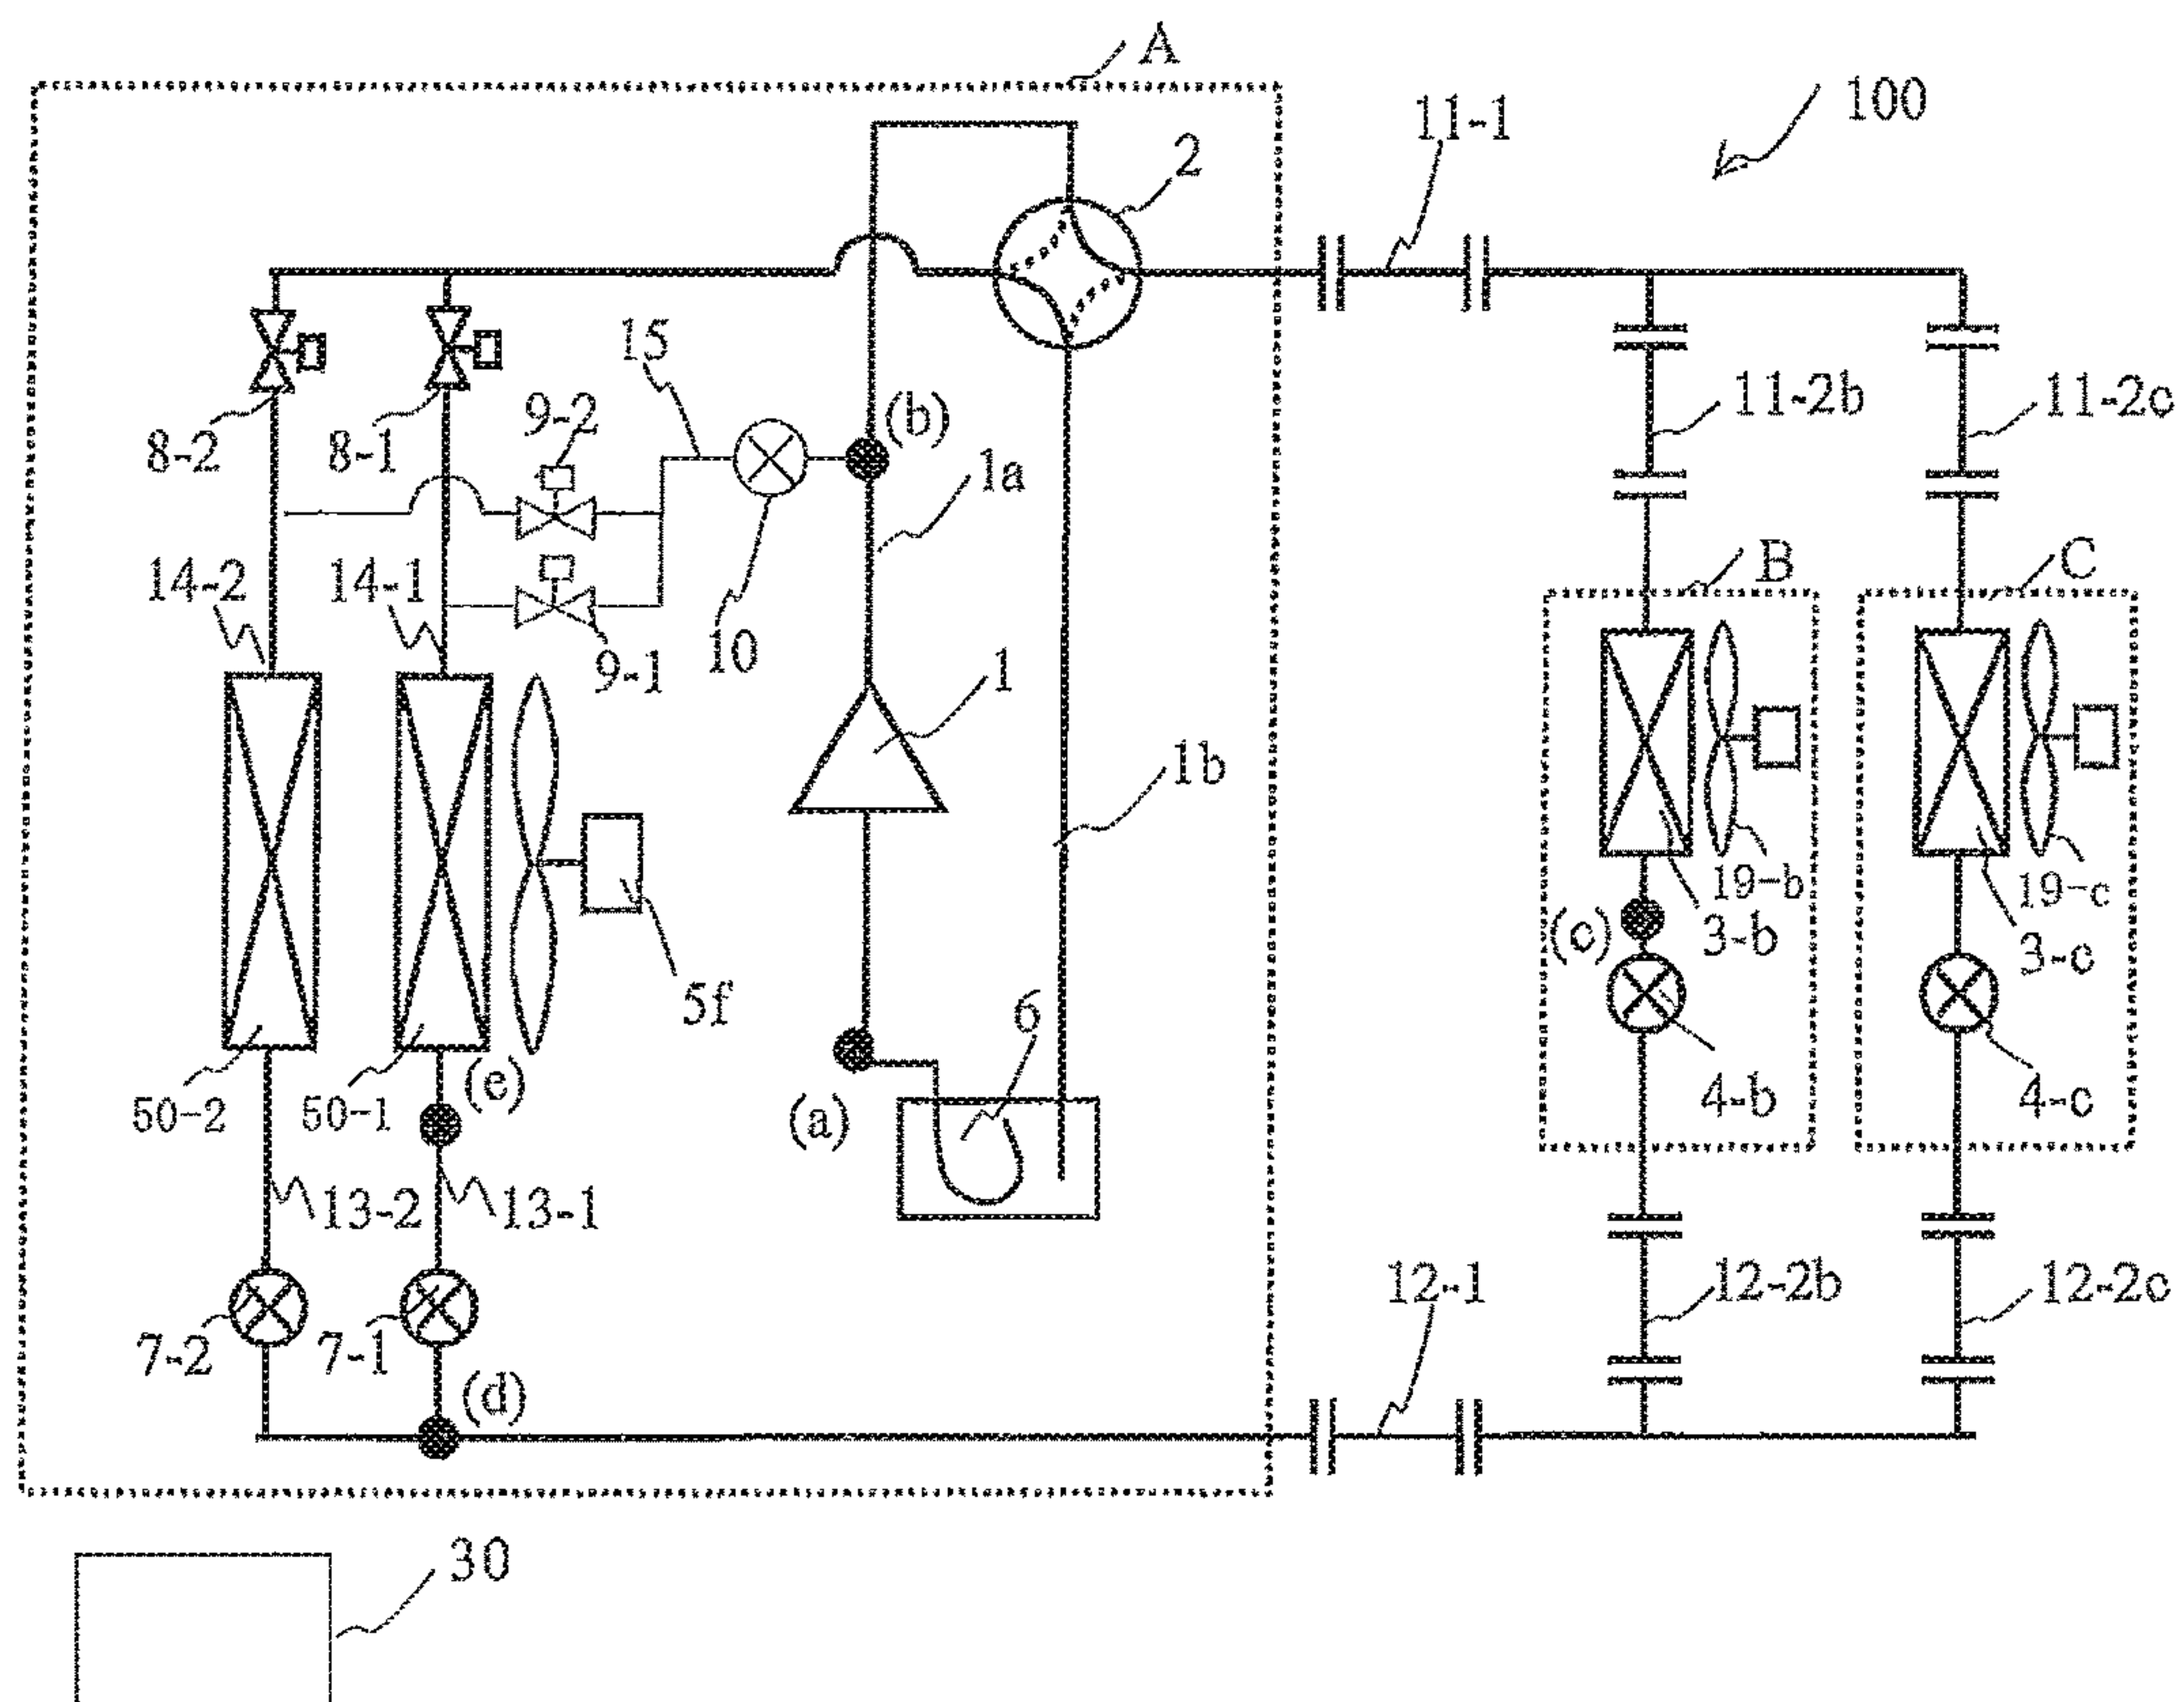 A
100
11-1
2
15
(b)
9-2
8-2
8-1
11-2b
11-2c
1a
14-2
14-1
B
C
10
9-1
1
1b
19-b
19-c
3-b
3-c
(c)
5f
6
(e)
50-2
50-1
(a)
4-b
4-c
13-2
13-1
12-1
12-2b
12-2c
7-2
7-1
(d)
30